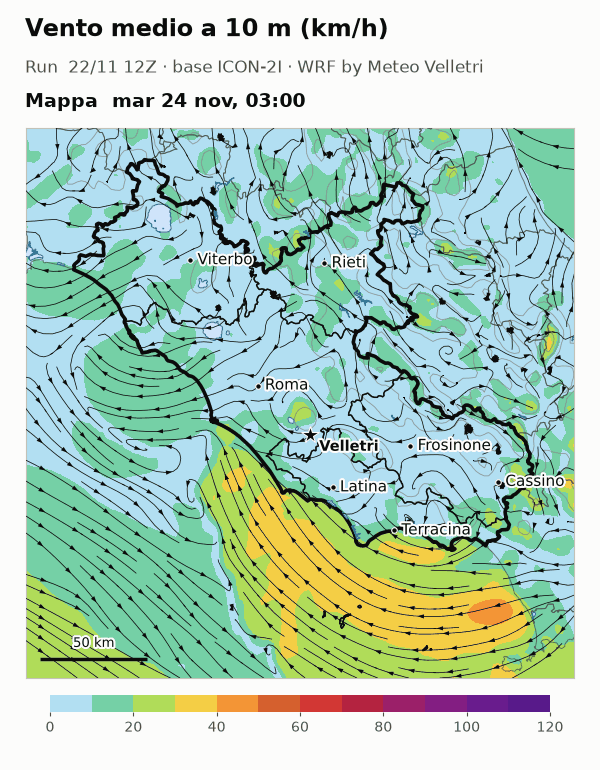 Vento medio a 10 m (km/h)
Run 22/11 12Z · base ICON-2I · WRF by Meteo Velletri
Mappa mar 24 nov, 03:00
Viterbo
Rieti
Roma
Velletri
Frosinone
Cassino
Latina
Terracina
50 km
0 20 40 60 80 100 120